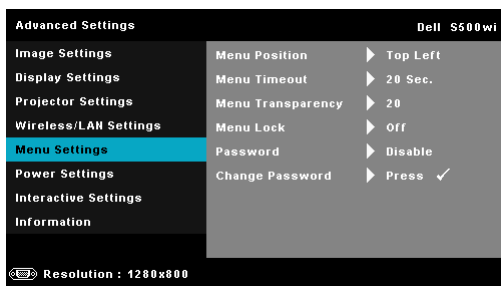 Advanced Settings Dell S500wi
Image Settings
Display Settings
Projector Settings
Wireless/LAN Settings
Menu Settings
Power Settings
Interactive Settings
Information
Menu Position Top Left
Menu Timeout 20 Sec.
Menu Transparency 20
Menu Lock Off
Password Disable
Change Password Press ✓
Resolution : 1280x800